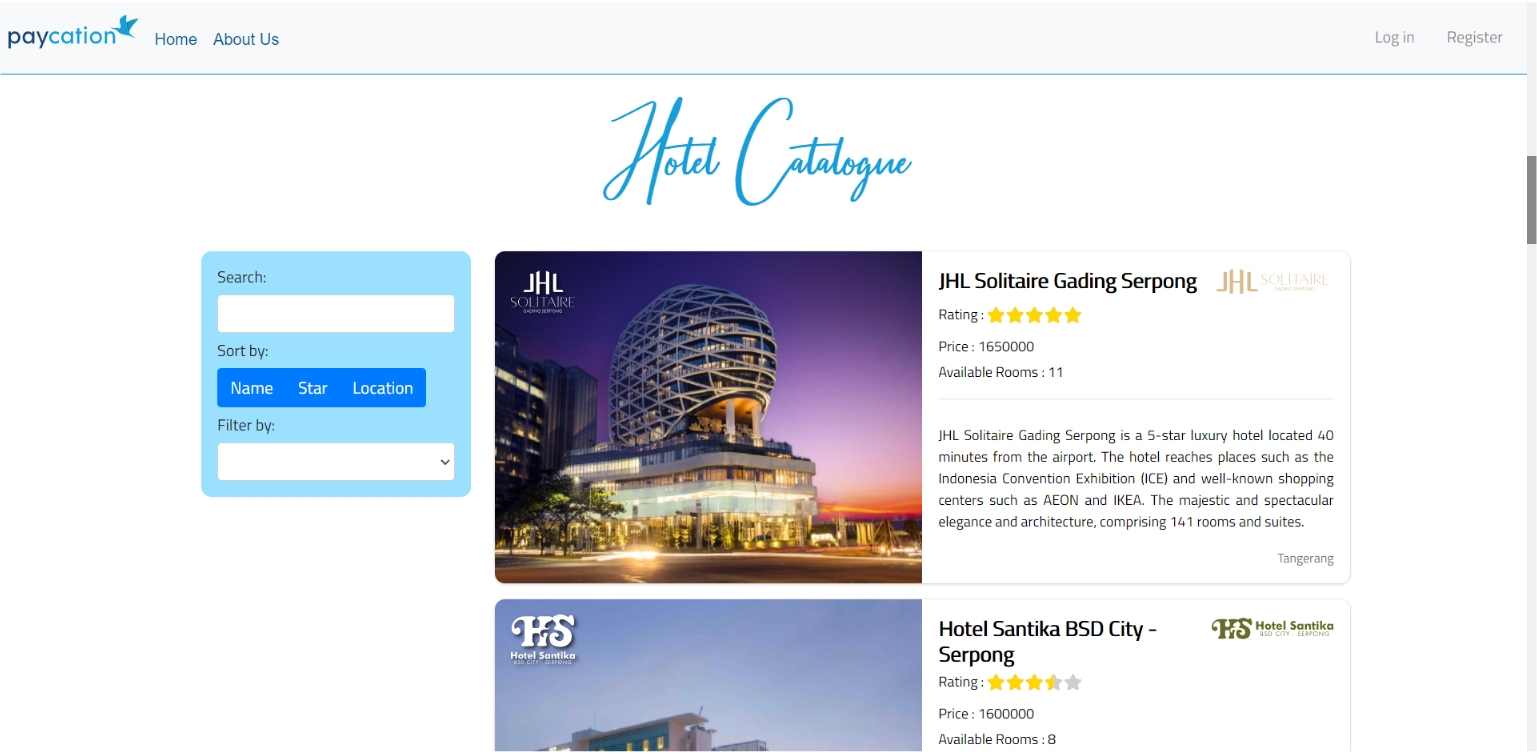 paycation
Home About Us
Log in Register
Hotel Catalogue
Search:
Sort by:
Name Star Location
Filter by:
JHL
SOLITAIRE
GADING SERPONG
JHL Solitaire Gading Serpong
JHL SOLITAIRE
GADING SERPONG
Rating :
Price : 1650000
Available Rooms : 11
JHL Solitaire Gading Serpong is a 5-star luxury hotel located 40
minutes from the airport. The hotel reaches places such as the
Indonesia Convention Exhibition (ICE) and well-known shopping
centers such as AEON and IKEA. The majestic and spectacular
elegance and architecture, comprising 141 rooms and suites.
Tangerang
HS
Hotel Santika
BSD CITY - SERPONG
Hotel Santika BSD City -
Serpong
HS Hotel Santika
BSD CITY - SERPONG
Rating :
Price : 1600000
Available Rooms : 8